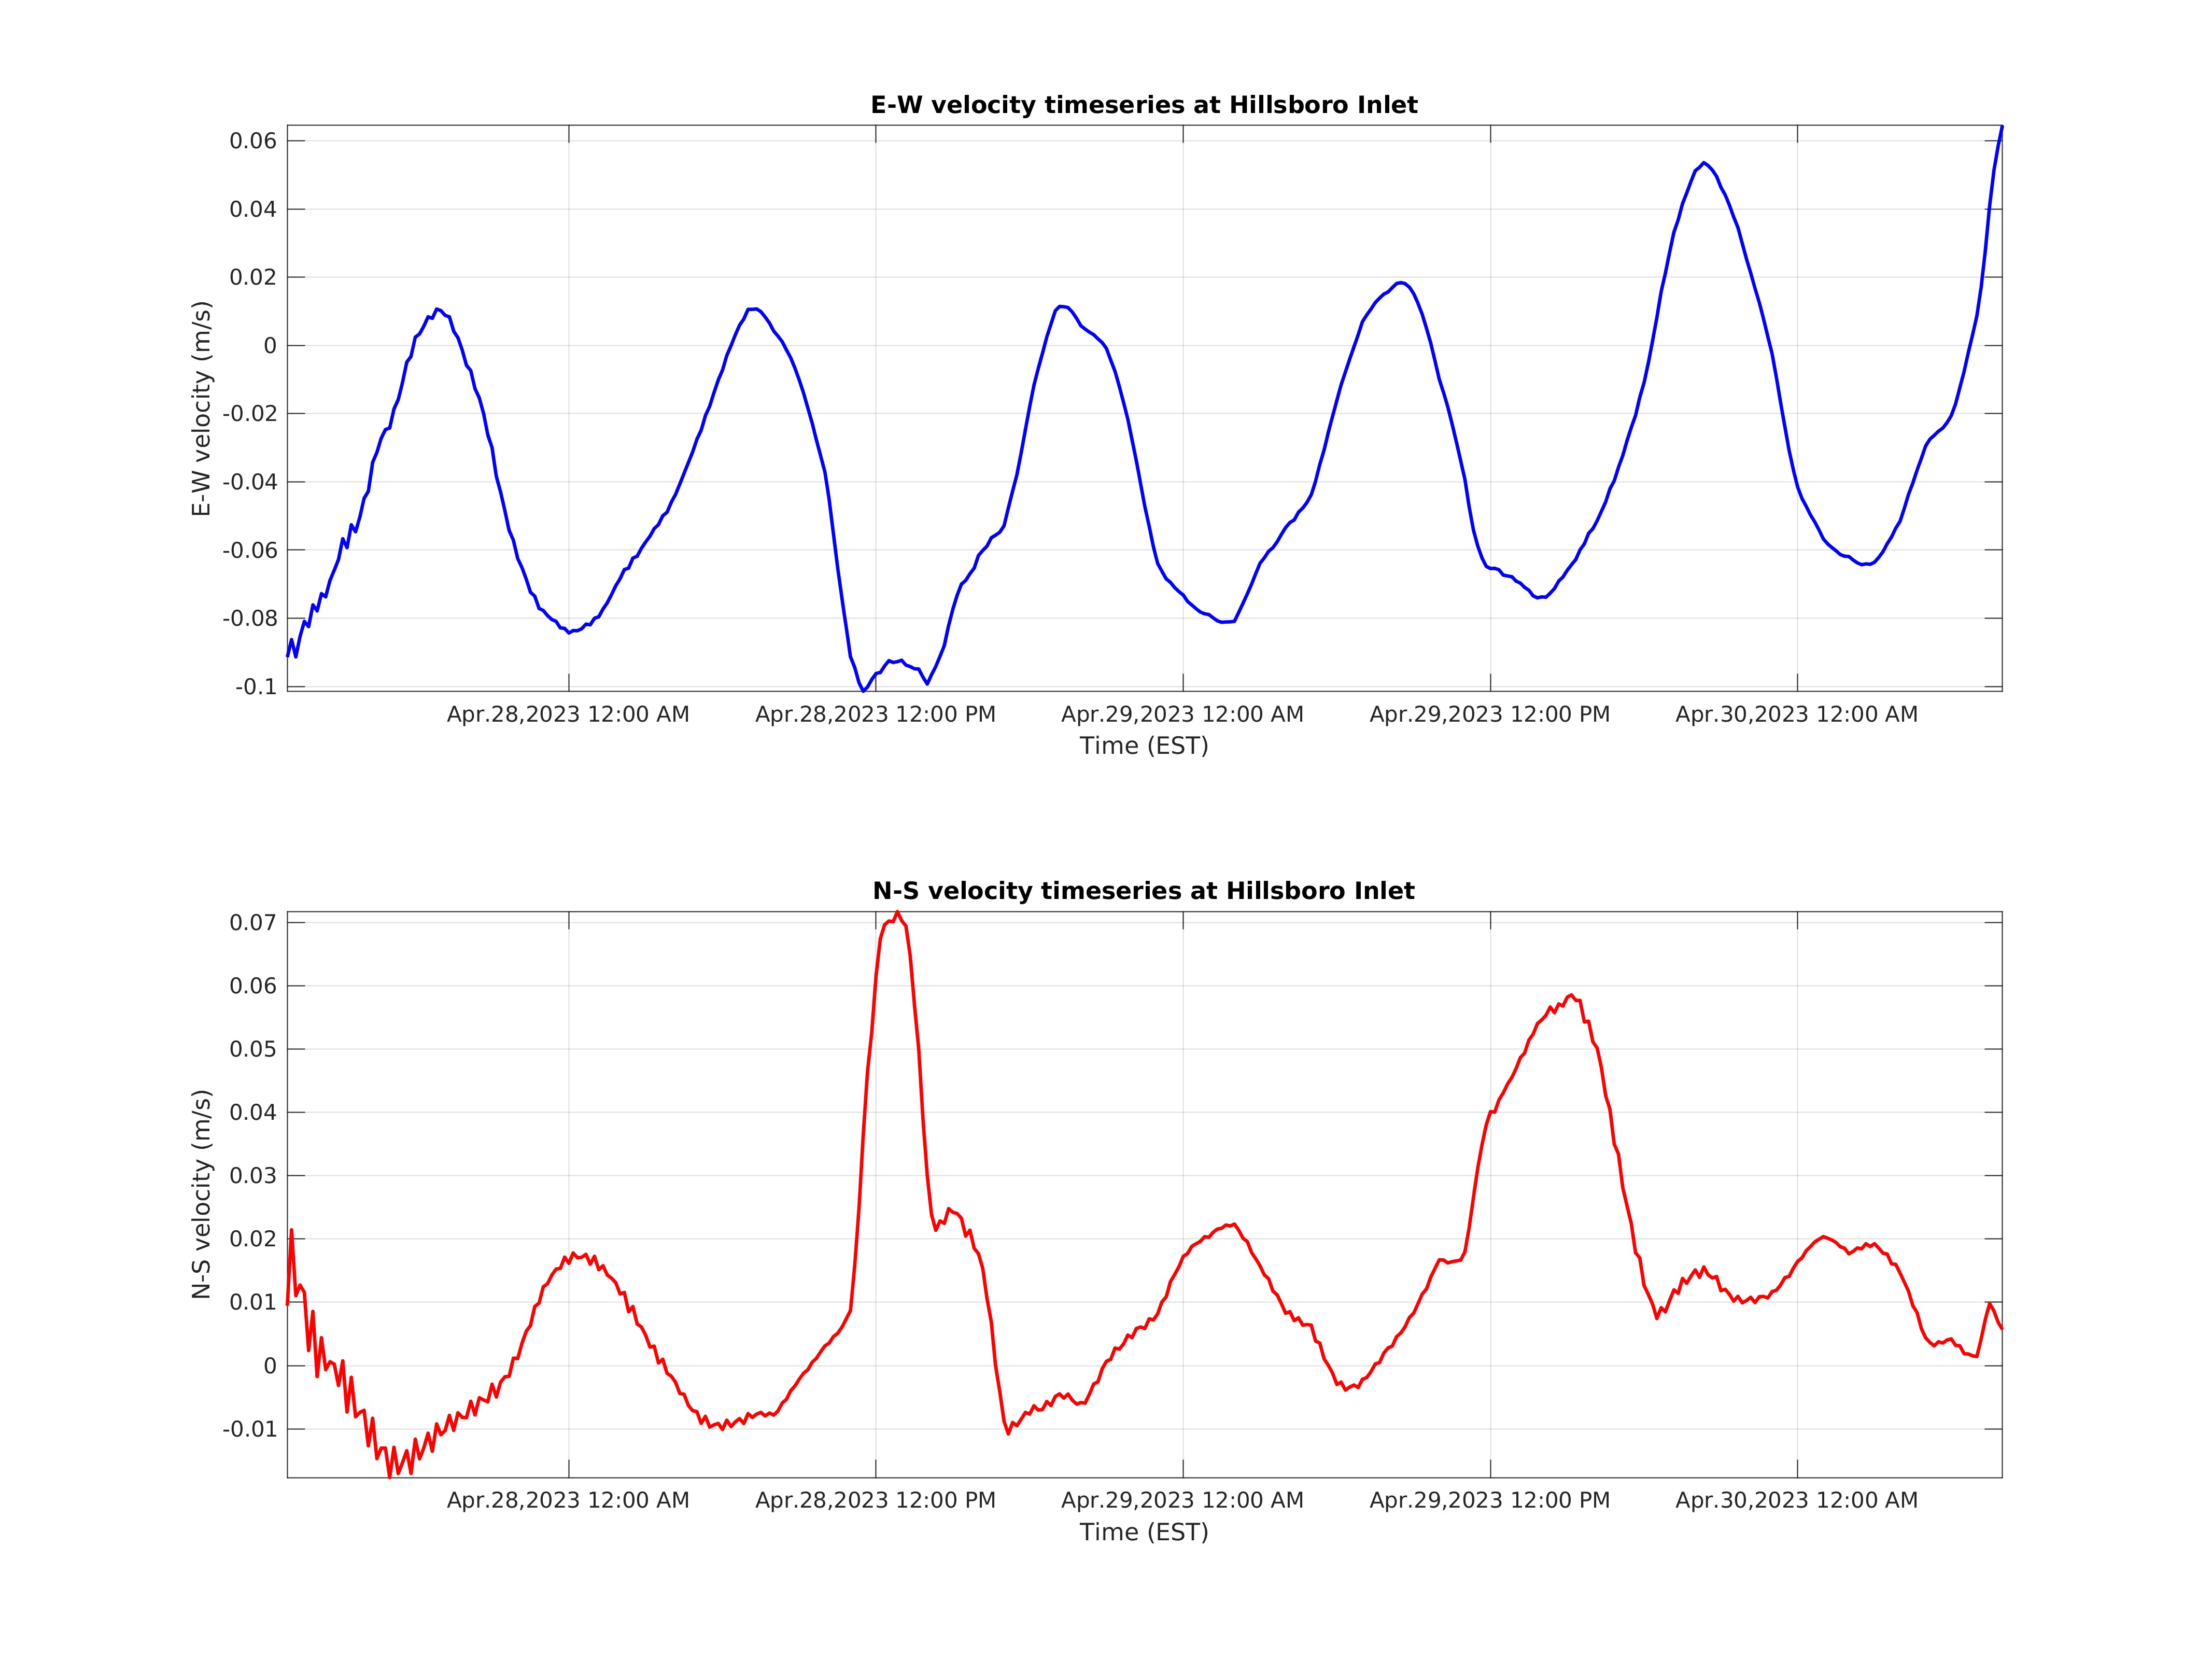 E-W velocity timeseries at Hillsboro Inlet
E-W velocity (m/s)
0.06
0.04
0.02
0
-0.02
-0.04
-0.06
-0.08
-0.1
Apr.28,2023 12:00 AM Apr.28,2023 12:00 PM Apr.29,2023 12:00 AM Apr.29,2023 12:00 PM Apr.30,2023 12:00 AM
Time (EST)
N-S velocity timeseries at Hillsboro Inlet
N-S velocity (m/s)
0.07
0.06
0.05
0.04
0.03
0.02
0.01
0
-0.01
Apr.28,2023 12:00 AM Apr.28,2023 12:00 PM Apr.29,2023 12:00 AM Apr.29,2023 12:00 PM Apr.30,2023 12:00 AM
Time (EST)